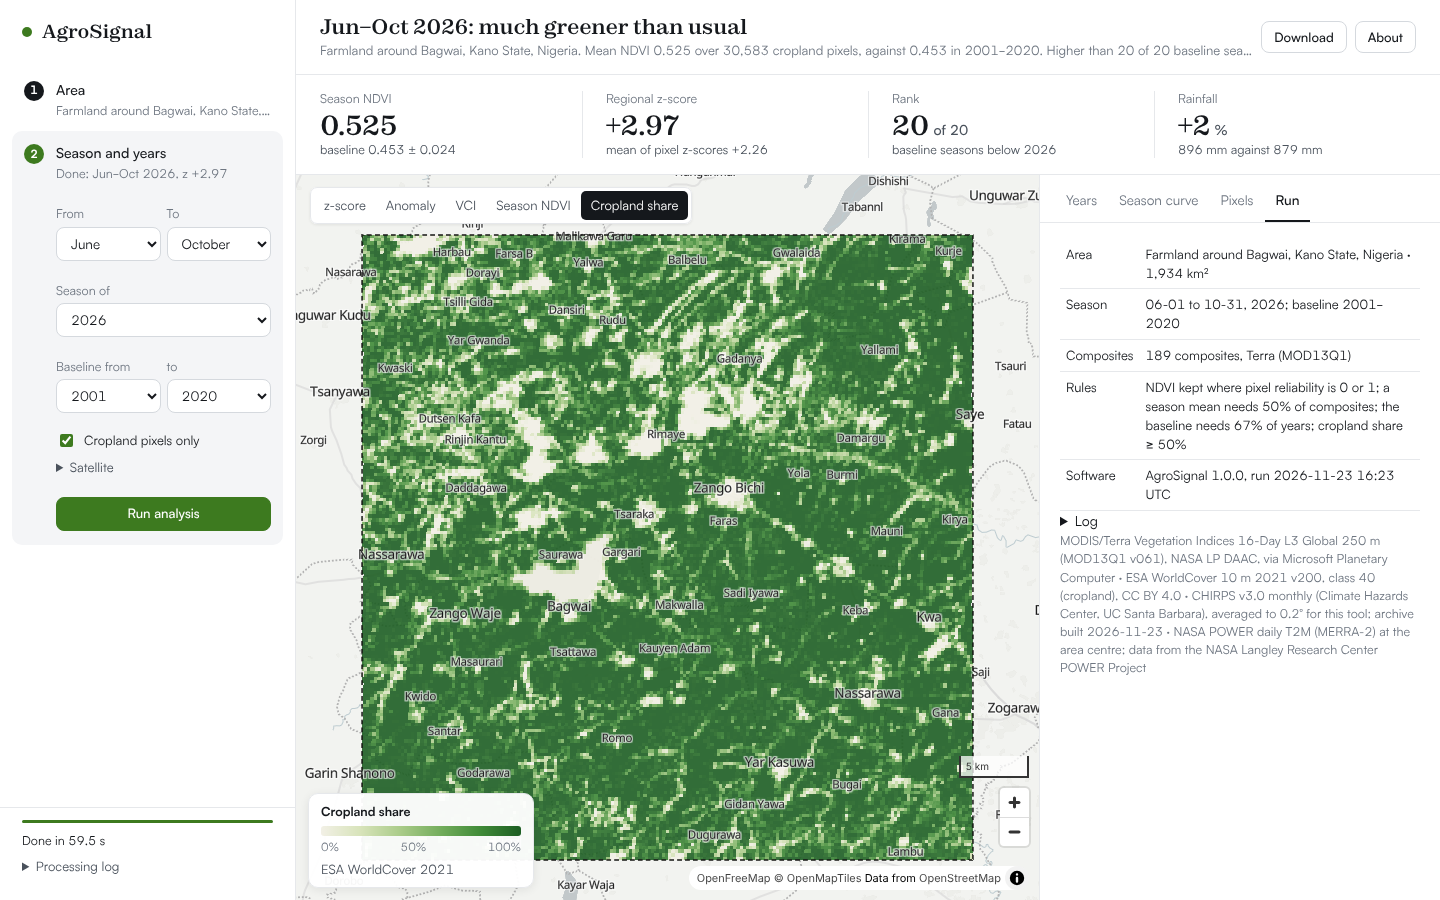 AgroSignal
1
Area
Farmland around Bagwai, Kano State,...
2
Season and years
Done: Jun–Oct 2026, z +2.97
From
To
June
October
Season of
2026
Baseline from
to
2001
2020
Cropland pixels only
Satellite
Run analysis
Done in 59.5 s
Processing log
Jun–Oct 2026: much greener than usual
Farmland around Bagwai, Kano State, Nigeria. Mean NDVI 0.525 over 30,583 cropland pixels, against 0.453 in 2001–2020. Higher than 20 of 20 baseline sea...
Download
About
Season NDVI
0.525
baseline 0.453 ± 0.024
Regional z-score
+2.97
mean of pixel z-scores +2.26
Rank
20 of 20
baseline seasons below 2026
Rainfall
+2 %
896 mm against 879 mm
z-score
Anomaly
VCI
Season NDVI
Cropland share
Dishishi
Unguwar Zu
Tabannl
Rinji
Malikawa Garu
Kirama
Harbau
Farsa B
Yalwa
Balbelu
Gwalaida
Kurje
Nasarawa
Dorayi
Tsilli Gida
Dansiri
Rudu
nguwar Kudu
Yar Gwanda
Gadanya
Yallami
Kwaski
Tsauri
Tsanyawa
Dutsen Kafa
Saye
Fatau
Zorgi
Rinjin Kantu
Rimaye
Damargu
Yola
Burmi
Daddagawa
Zango Bichi
Tsaraka
Faras
Kirya
Mauni
Nassarawa
Saurawa
Gargari
Sadi Iyawa
Bagwai
Makwalla
Zango Waje
Keba
Kwa
Tsattawa
Kauyen Adam
Masaurari
Saji
Kwido
Nassarawa
Gana
Zogaraw
Santar
Romo
Garin Shanono
Godarawa
Yar Kasuwa
Bugai
Gidan Yawa
Dugurawa
Lambu
Kayar Waja
5 km
+
−
Cropland share
0%
50%
100%
ESA WorldCover 2021
OpenFreeMap © OpenMapTiles Data from OpenStreetMap
Years
Season curve
Pixels
Run
Area
Farmland around Bagwai, Kano State, Nigeria ·
1,934 km²
Season
06-01 to 10-31, 2026; baseline 2001–
2020
Composites
189 composites, Terra (MOD13Q1)
Rules
NDVI kept where pixel reliability is 0 or 1; a
season mean needs 50% of composites; the
baseline needs 67% of years; cropland share
≥ 50%
Software
AgroSignal 1.0.0, run 2026-11-23 16:23
UTC
Log
MODIS/Terra Vegetation Indices 16-Day L3 Global 250 m
(MOD13Q1 v061), NASA LP DAAC, via Microsoft Planetary
Computer · ESA WorldCover 10 m 2021 v200, class 40
(cropland), CC BY 4.0 · CHIRPS v3.0 monthly (Climate Hazards
Center, UC Santa Barbara), averaged to 0.2° for this tool; archive
built 2026-11-23 · NASA POWER daily T2M (MERRA-2) at the
area centre; data from the NASA Langley Research Center
POWER Project